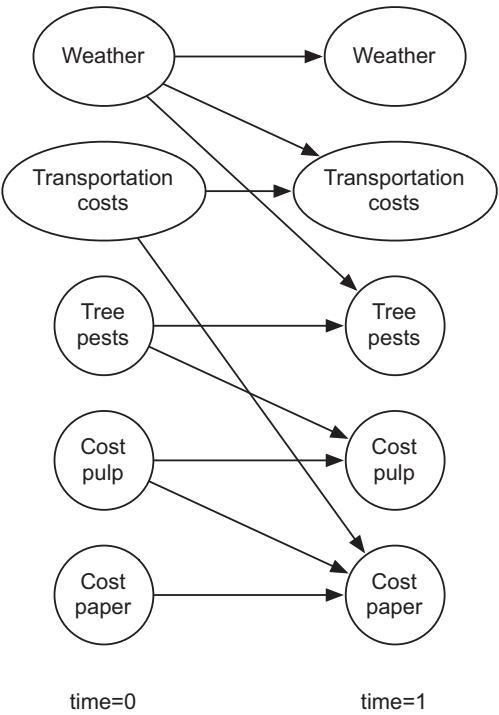 Weather
Weather
Transportation
costs
Transportation
costs
Tree
pests
Tree
pests
Cost
pulp
Cost
pulp
Cost
paper
Cost
paper
time=0
time=1